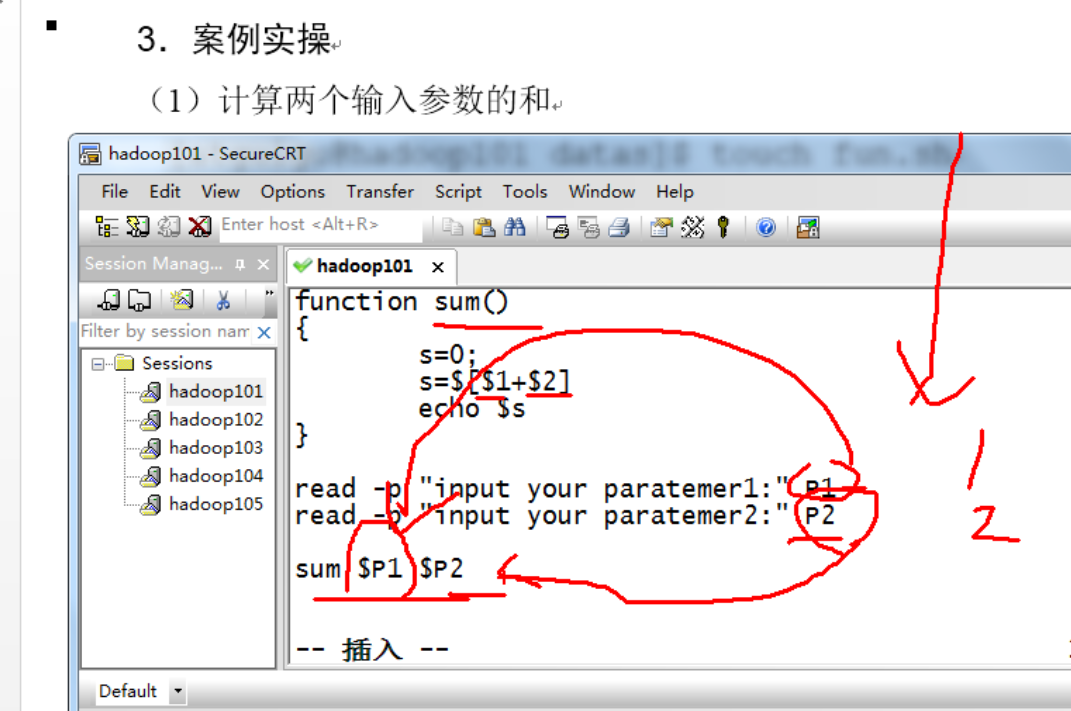 3．案例实操
（1）计算两个输入参数的和
hadoop101 - SecureCRT
File Edit View Options Transfer Script Tools Window Help
Enter host <Alt+R>
Session Manag...
hadoop101
Filter by session nam
Sessions
hadoop101
hadoop102
hadoop103
hadoop104
hadoop105
function sum()
{
s=0;
s=$[$1+$2]
echo $s
}
read -p "input your paratemer1:" P1
read -p "input your paratemer2:" P2
sum $P1 $P2
-- 插入 --
1
2
Default